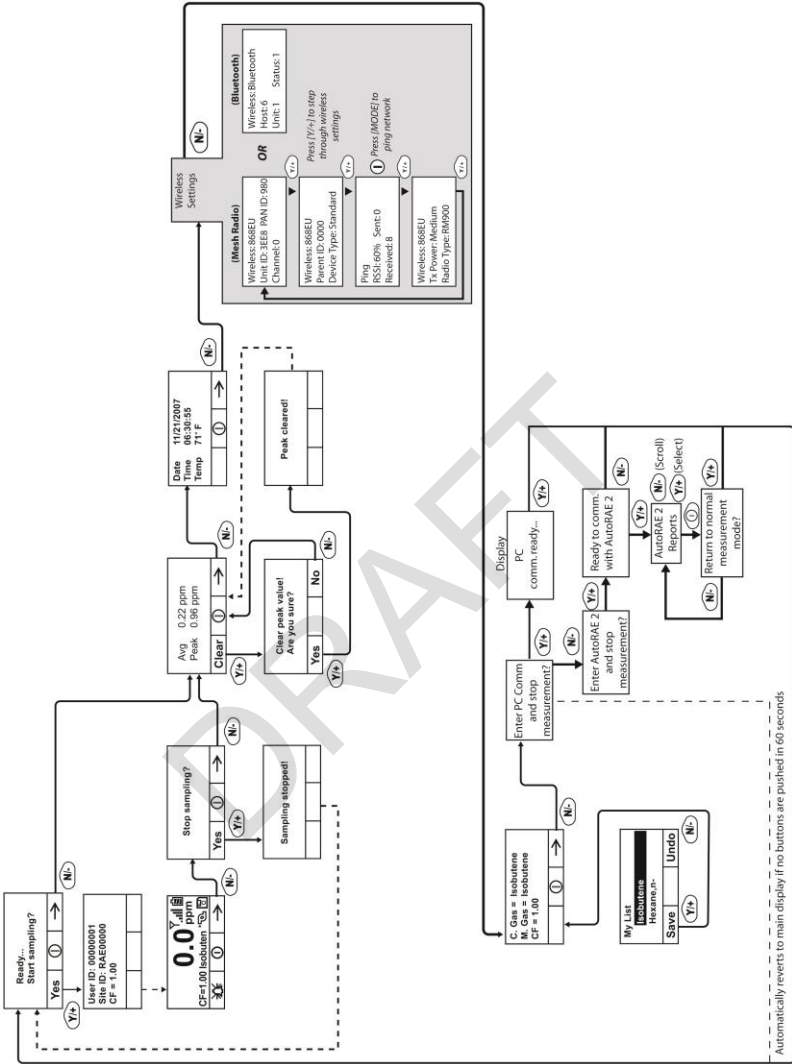 Ready...
Start sampling?
Yes
Y/+
N/-
User ID: 00000001
Site ID: RAE00000
CF = 1.00
0.0 ppm
CF=1.00 Isobuten
N/-
Stop sampling?
Yes
Y/+
N/-
Sampling stopped!
Avg 0.22 ppm
Peak 0.96 ppm
Clear
Y/+
N/-
Clear peak value!
Are you sure?
Yes
No
Y/+
N/-
Peak cleared!
Date 11/21/2007
Time 06:30:55
Temp 71° F
N/-
Wireless
Settings
N/-
(Mesh Radio)
Wireless: 868EU
Unit ID: 3EE8 PAN ID: 980
Channel: 0
Y/+
OR
(Bluetooth)
Wireless: Bluetooth
Host: 6
Unit: 1 Status: 1
Press [Y/+] to step
through wireless
settings
Wireless: 868EU
Parent ID: 0000
Device Type: Standard
Y/+
Ping
RSSI: 60% Sent: 0
Received: 8
Press [MODE] to
ping network
Y/+
Wireless: 868EU
Tx Power: Medium
Radio Type: RM900
Y/+
C. Gas = Isobutene
M. Gas = Isobutene
CF = 1.00
N/-
My List
Isobutene
Hexane,n-
Save
Undo
Y/+
N/-
Enter PC Comm
and stop
measurement?
Y/+
N/-
Display
PC
comm. ready...
Y/+
Enter AutoRAE 2
and stop
measurement?
Y/+
Ready to comm.
with AutoRAE 2
N/-
Y/+
AutoRAE 2
Reports
N/- (Scroll)
Y/+ (Select)
Return to normal
measurement
mode?
N/-
Y/+
Automatically reverts to main display if no buttons are pushed in 60 seconds
DRAFT